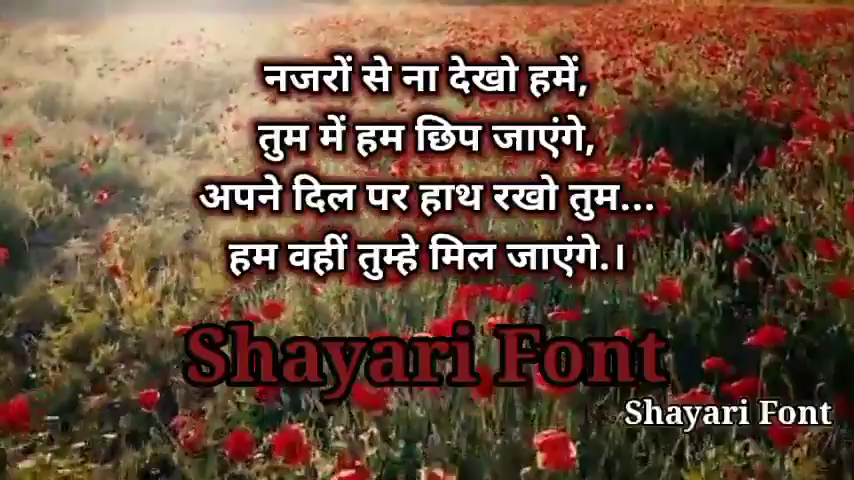 नजरों से ना देखो हमें,
तुम में हम छिप जाएंगे,
अपने दिल पर हाथ रखो तुम...
हम वहीं तुम्हे मिल जाएंगे.।
Shayari Font
Shayari Font